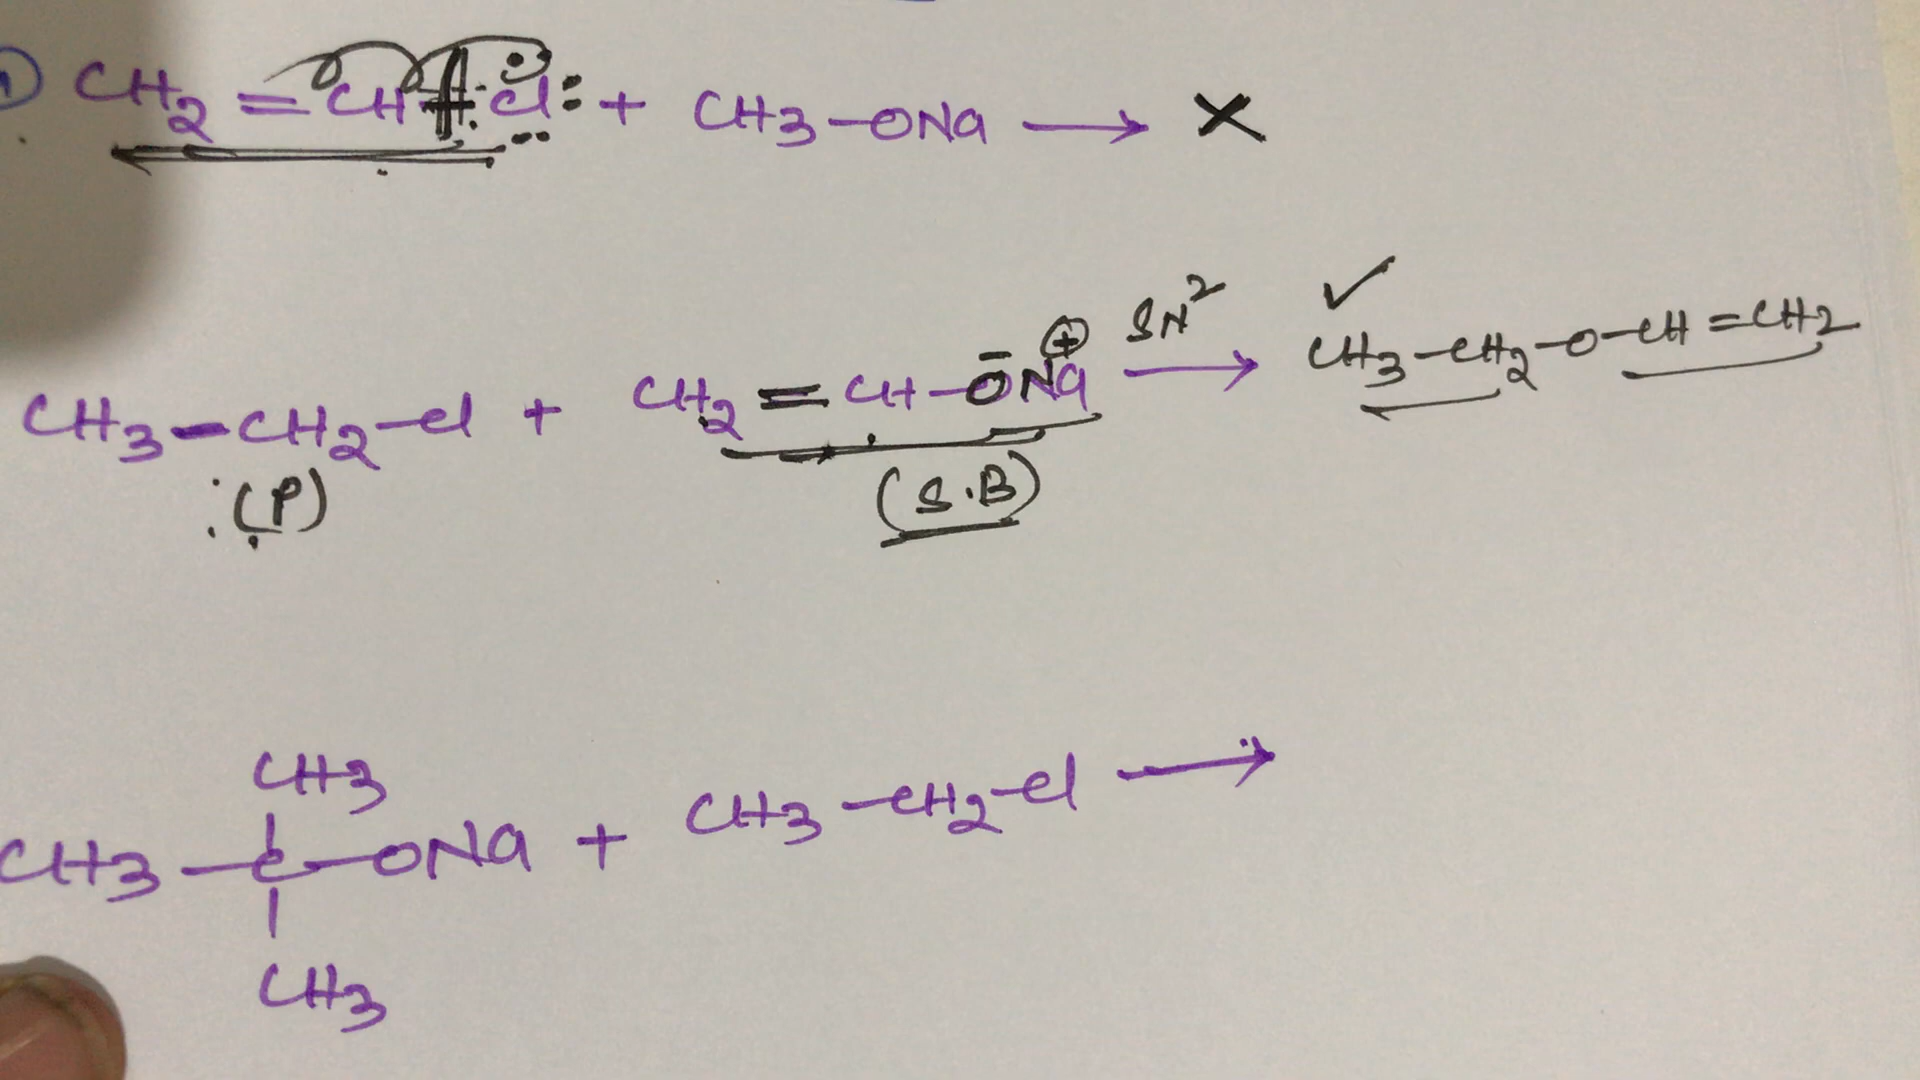 1) CH2 = CH - Cl: + CH3-ONa → ×
SN2 ✓
CH3-CH2-Cl + CH2 = CH-ONa → CH3-CH2-O-CH=CH2
(P) (S.B)
CH3
CH3-C-ONa + CH3-CH2-Cl →
CH3